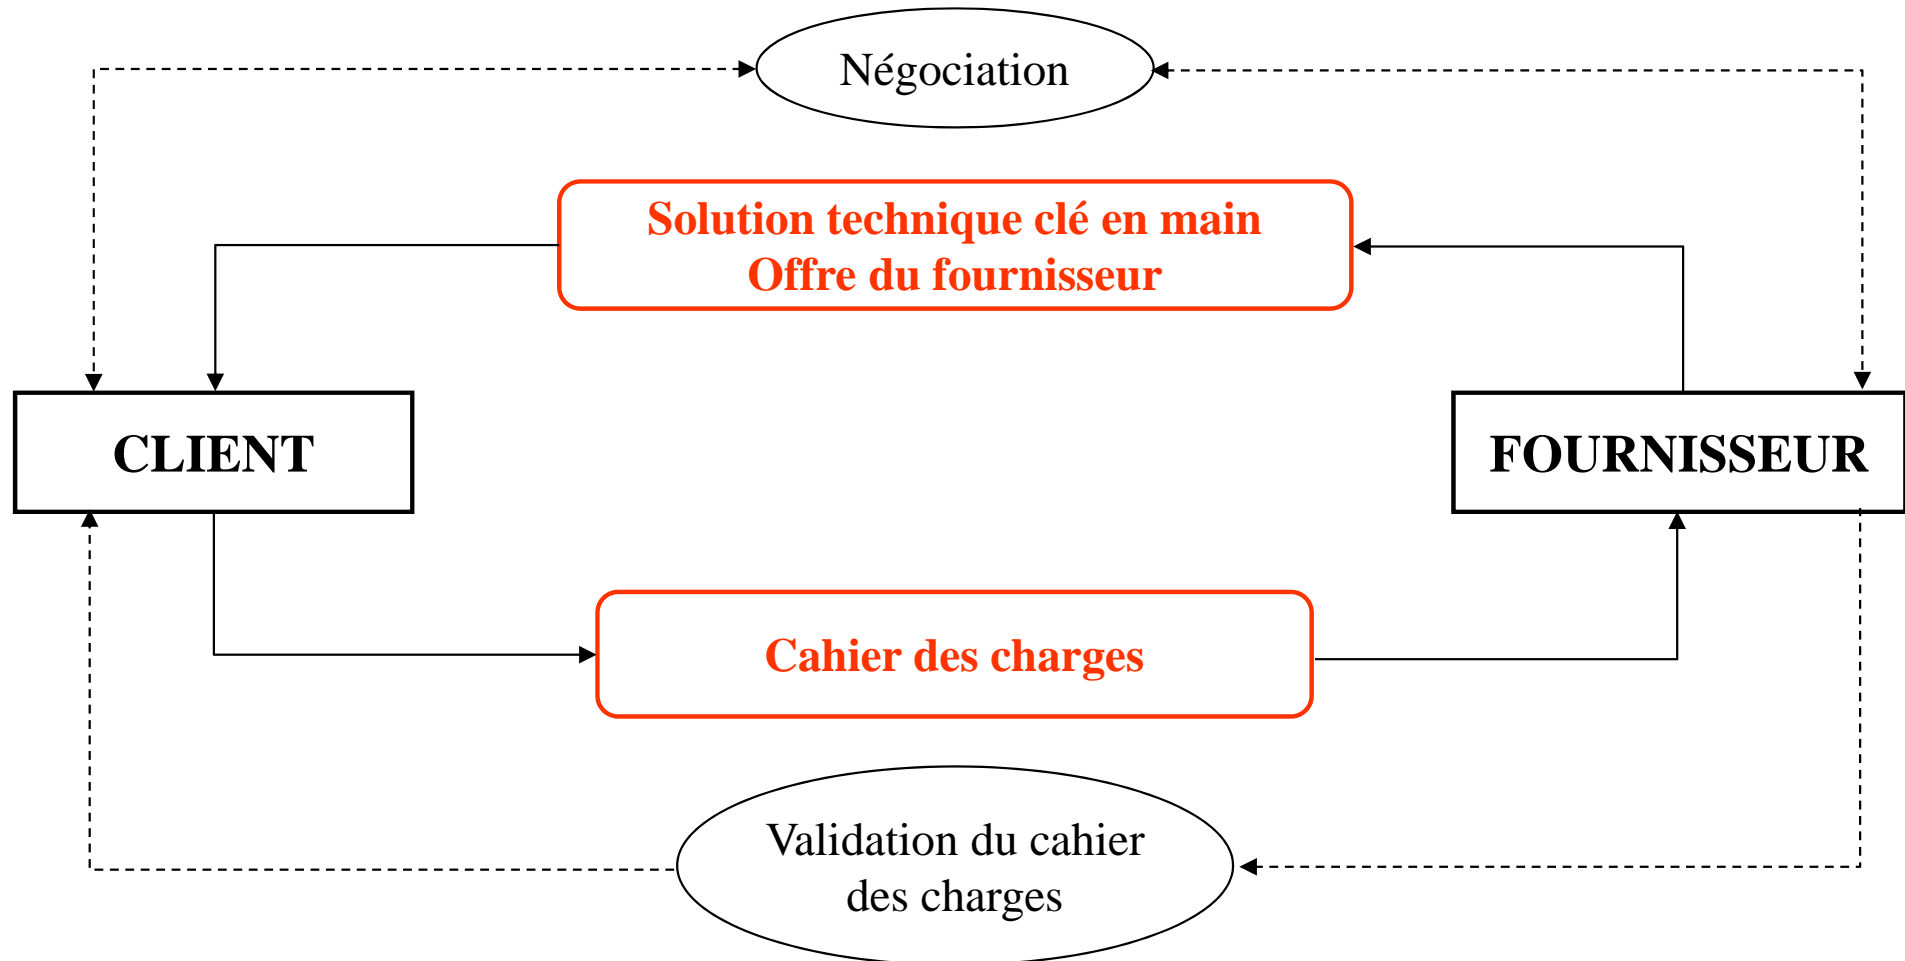 Négociation
Solution technique clé en main
Offre du fournisseur
CLIENT
FOURNISSEUR
Cahier des charges
Validation du cahier
des charges